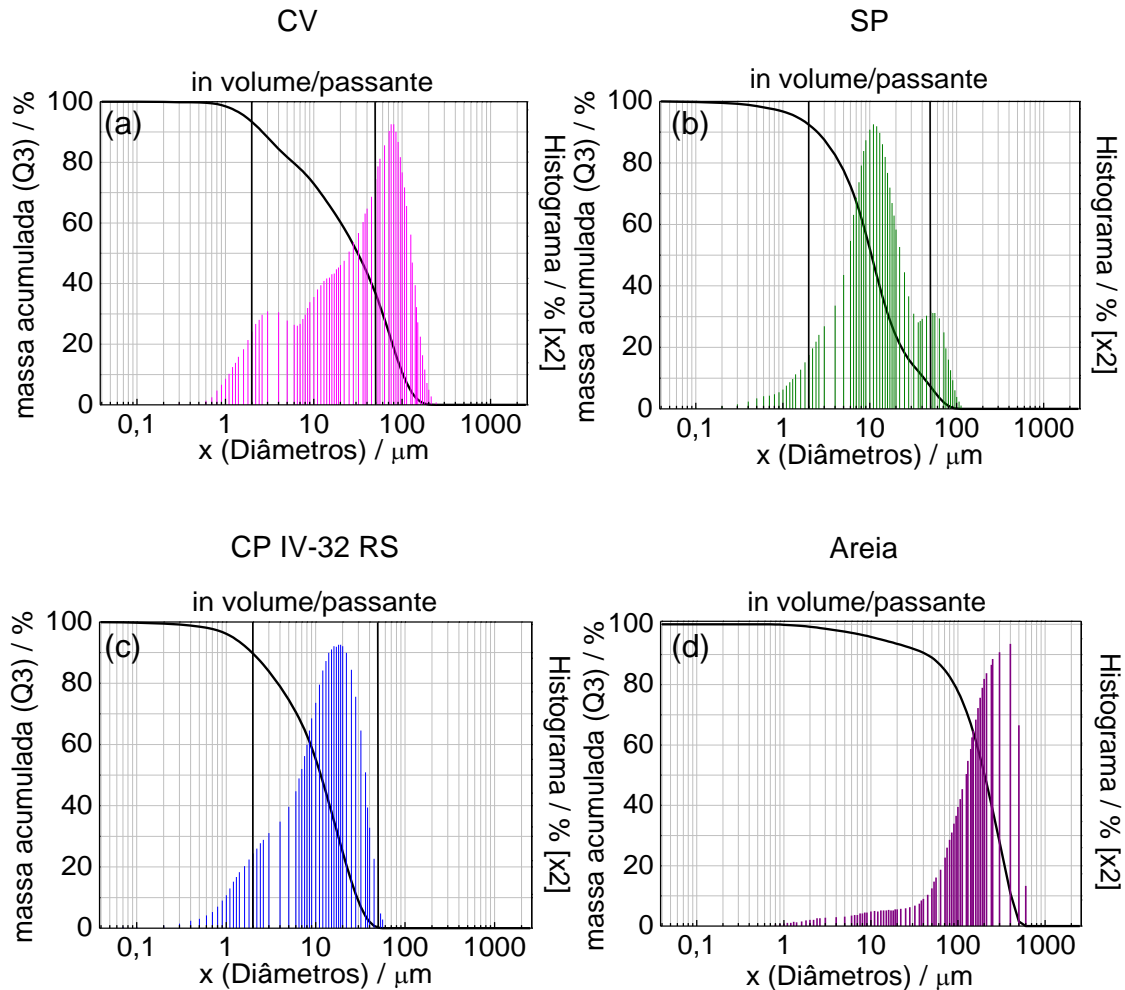 CV
in volume/passante
(a)
massa acumulada (Q3) / %
100
80
60
40
20
0
0,1 1 10 100 1000
x (Diâmetros) / μm
Histograma / % [x2]
SP
in volume/passante
(b)
massa acumulada (Q3) / %
100
80
60
40
20
0
0,1 1 10 100 1000
x (Diâmetros) / μm
Histograma / % [x2]
CP IV-32 RS
in volume/passante
(c)
massa acumulada (Q3) / %
100
80
60
40
20
0
0,1 1 10 100 1000
x (Diâmetros) / μm
Histograma / % [x2]
Areia
in volume/passante
(d)
massa acumulada (Q3) / %
100
80
60
40
20
0
0,1 1 10 100 1000
x (Diâmetros) / μm
Histograma / % [x2]